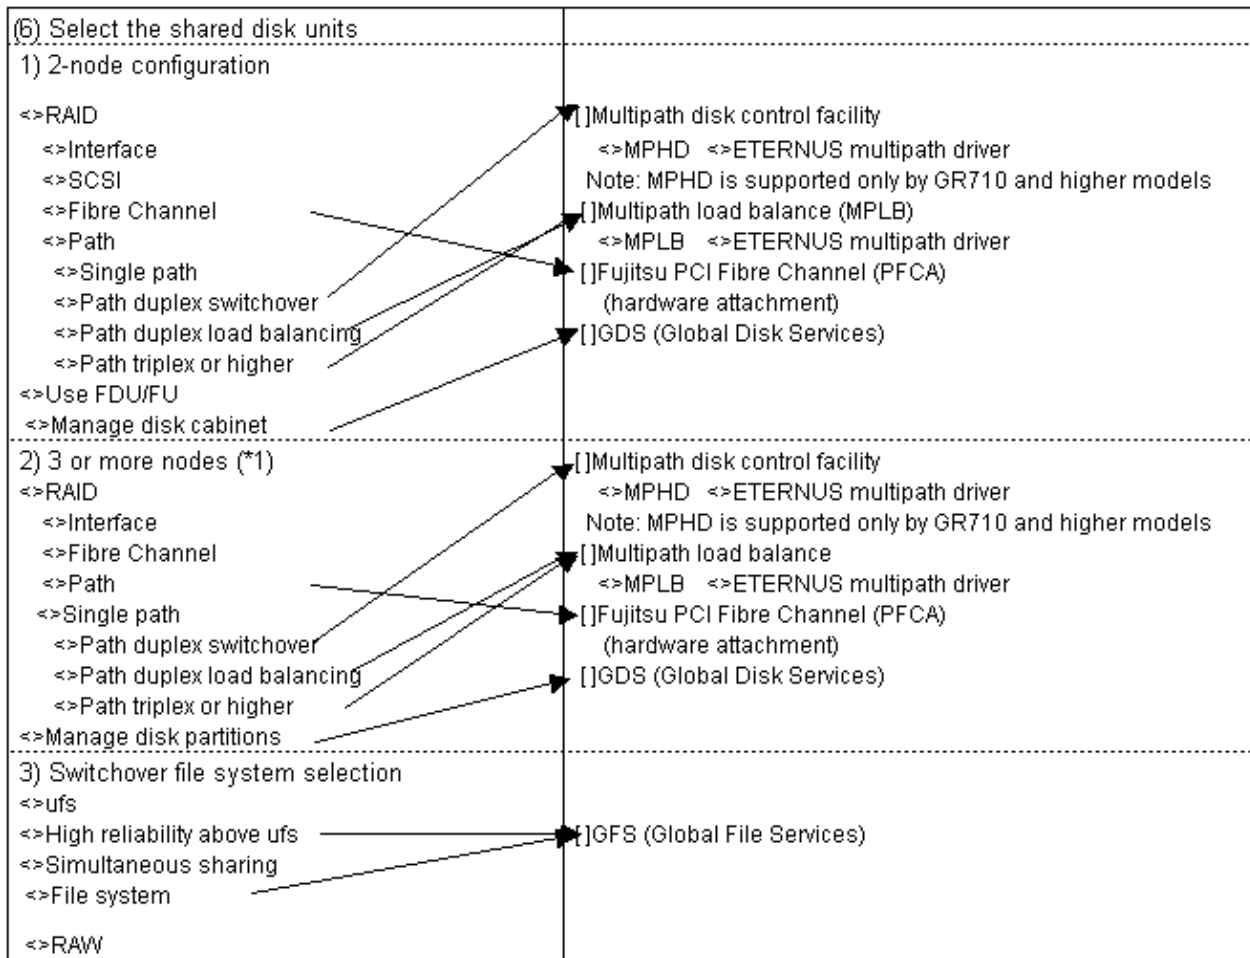 (6) Select the shared disk units
1) 2-node configuration
<>RAID
[ ]Multipath disk control facility
<>Interface
<>MPHD <>ETERNUS multipath driver
<>SCSI
Note: MPHD is supported only by GR710 and higher models
<>Fibre Channel
[ ]Multipath load balance (MPLB)
<>Path
<>MPLB <>ETERNUS multipath driver
<>Single path
[ ]Fujitsu PCI Fibre Channel (PFCA)
<>Path duplex switchover
(hardware attachment)
<>Path duplex load balancing
[ ]GDS (Global Disk Services)
<>Path triplex or higher
<>Use FDU/FU
<>Manage disk cabinet
2) 3 or more nodes (*1)
[ ]Multipath disk control facility
<>RAID
<>MPHD <>ETERNUS multipath driver
<>Interface
Note: MPHD is supported only by GR710 and higher models
<>Fibre Channel
[ ]Multipath load balance
<>Path
<>MPLB <>ETERNUS multipath driver
<>Single path
[ ]Fujitsu PCI Fibre Channel (PFCA)
<>Path duplex switchover
(hardware attachment)
<>Path duplex load balancing
[ ]GDS (Global Disk Services)
<>Path triplex or higher
<>Manage disk partitions
3) Switchover file system selection
<>ufs
<>High reliability above ufs
[ ]GFS (Global File Services)
<>Simultaneous sharing
<>File system
<>RAW